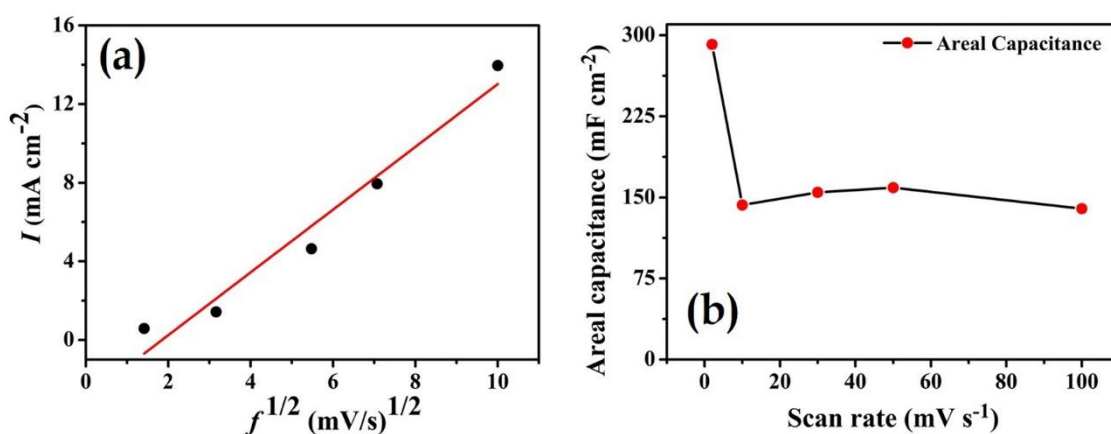 (a)
I (mA cm⁻²)
16
12
8
4
0
0 2 4 6 8 10
f 1/2 (mV/s)1/2
(b)
Areal Capacitance
Areal capacitance (mF cm⁻²)
300
225
150
75
0
0 20 40 60 80 100
Scan rate (mV s⁻¹)